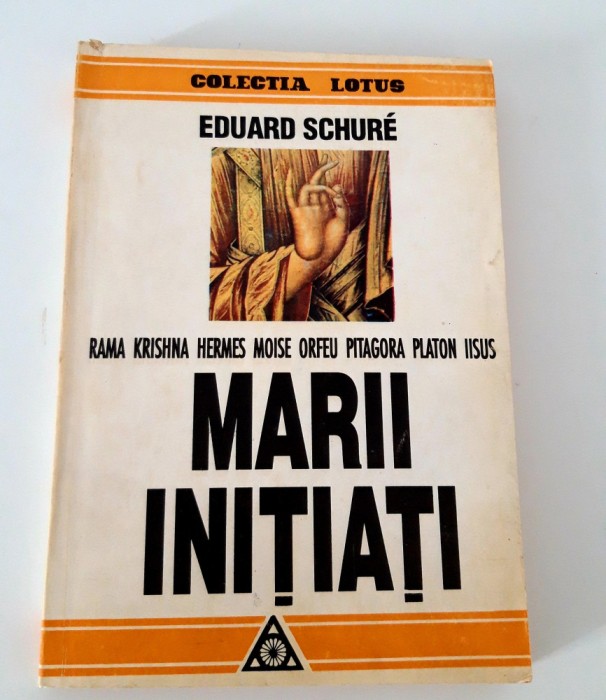 COLECTIA LOTUS
EDUARD SCHURÉ
RAMA KRISHNA HERMES MOISE ORFEU PITAGORA PLATON IISUS
MARII
INIȚIAȚI